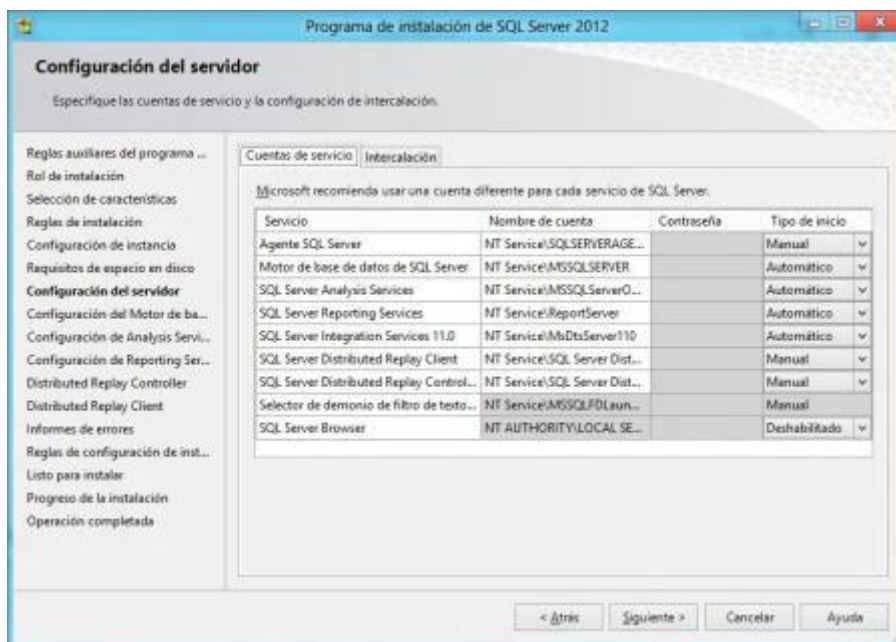 Programa de instalación de SQL Server 2012
Configuración del servidor
Especifique las cuentas de servicio y la configuración de intercalación.
Reglas auxiliares del programa ...
Rol de instalación
Selección de características
Reglas de instalación
Configuración de instancia
Requisitos de espacio en disco
Configuración del servidor
Configuración del Motor de ba...
Configuración de Analysis Servi...
Configuración de Reporting Ser...
Distributed Replay Controller
Distributed Replay Client
Informes de errores
Reglas de configuración de inst...
Listo para instalar
Progreso de la instalación
Operación completada
Cuentas de servicio Intercalación
Microsoft recomienda usar una cuenta diferente para cada servicio de SQL Server.
Servicio Nombre de cuenta Contraseña Tipo de inicio
Agente SQL Server NT Service\SQLSERVERAGE... Manual
Motor de base de datos de SQL Server NT Service\MSSQLSERVER Automático
SQL Server Analysis Services NT Service\MSSQLServerO... Automático
SQL Server Reporting Services NT Service\ReportServer Automático
SQL Server Integration Services 11.0 NT Service\MsDtsServer110 Automático
SQL Server Distributed Replay Client NT Service\SQL Server Dist... Manual
SQL Server Distributed Replay Control... NT Service\SQL Server Dist... Manual
Selector de demonio de filtro de texto... NT Service\MSSQLFDLaun... Manual
SQL Server Browser NT AUTHORITY\LOCAL SE... Deshabilitado
< Atrás Siguiente > Cancelar Ayuda